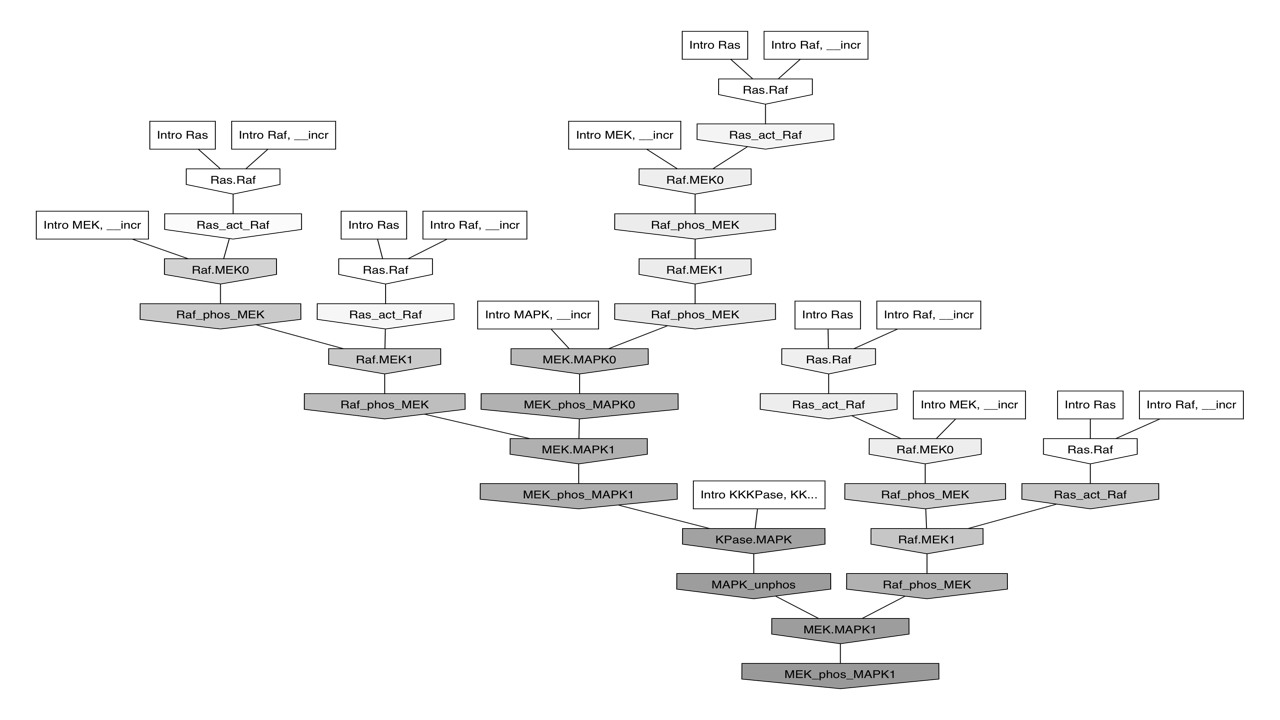 Intro Ras
Intro Raf, __incr
Ras.Raf
Intro Ras
Intro Raf, __incr
Intro MEK, __incr
Ras_act_Raf
Ras.Raf
Raf.MEK0
Intro MEK, __incr
Ras_act_Raf
Intro Ras
Intro Raf, __incr
Raf_phos_MEK
Raf.MEK0
Ras.Raf
Raf.MEK1
Raf_phos_MEK
Ras_act_Raf
Intro MAPK, __incr
Raf_phos_MEK
Intro Ras
Intro Raf, __incr
Raf.MEK1
MEK.MAPK0
Ras.Raf
Raf_phos_MEK
MEK_phos_MAPK0
Ras_act_Raf
Intro MEK, __incr
Intro Ras
Intro Raf, __incr
MEK.MAPK1
Raf.MEK0
Ras.Raf
MEK_phos_MAPK1
Intro KKKPase, KK...
Raf_phos_MEK
Ras_act_Raf
KPase.MAPK
Raf.MEK1
MAPK_unphos
Raf_phos_MEK
MEK.MAPK1
MEK_phos_MAPK1